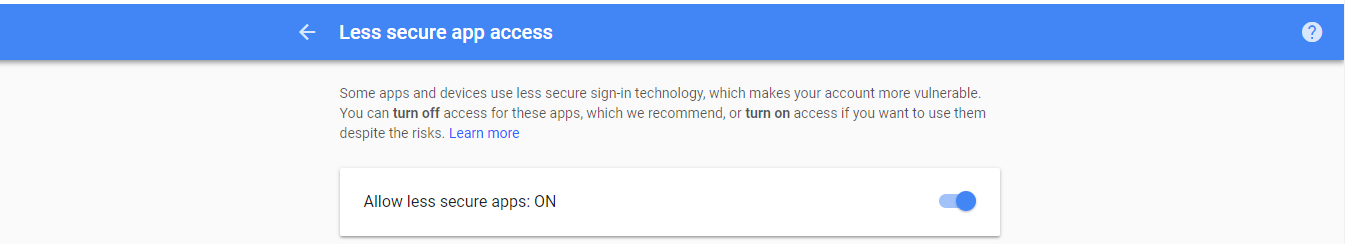 Less secure app access
Some apps and devices use less secure sign-in technology, which makes your account more vulnerable.
You can turn off access for these apps, which we recommend, or turn on access if you want to use them
despite the risks. Learn more
Allow less secure apps: ON